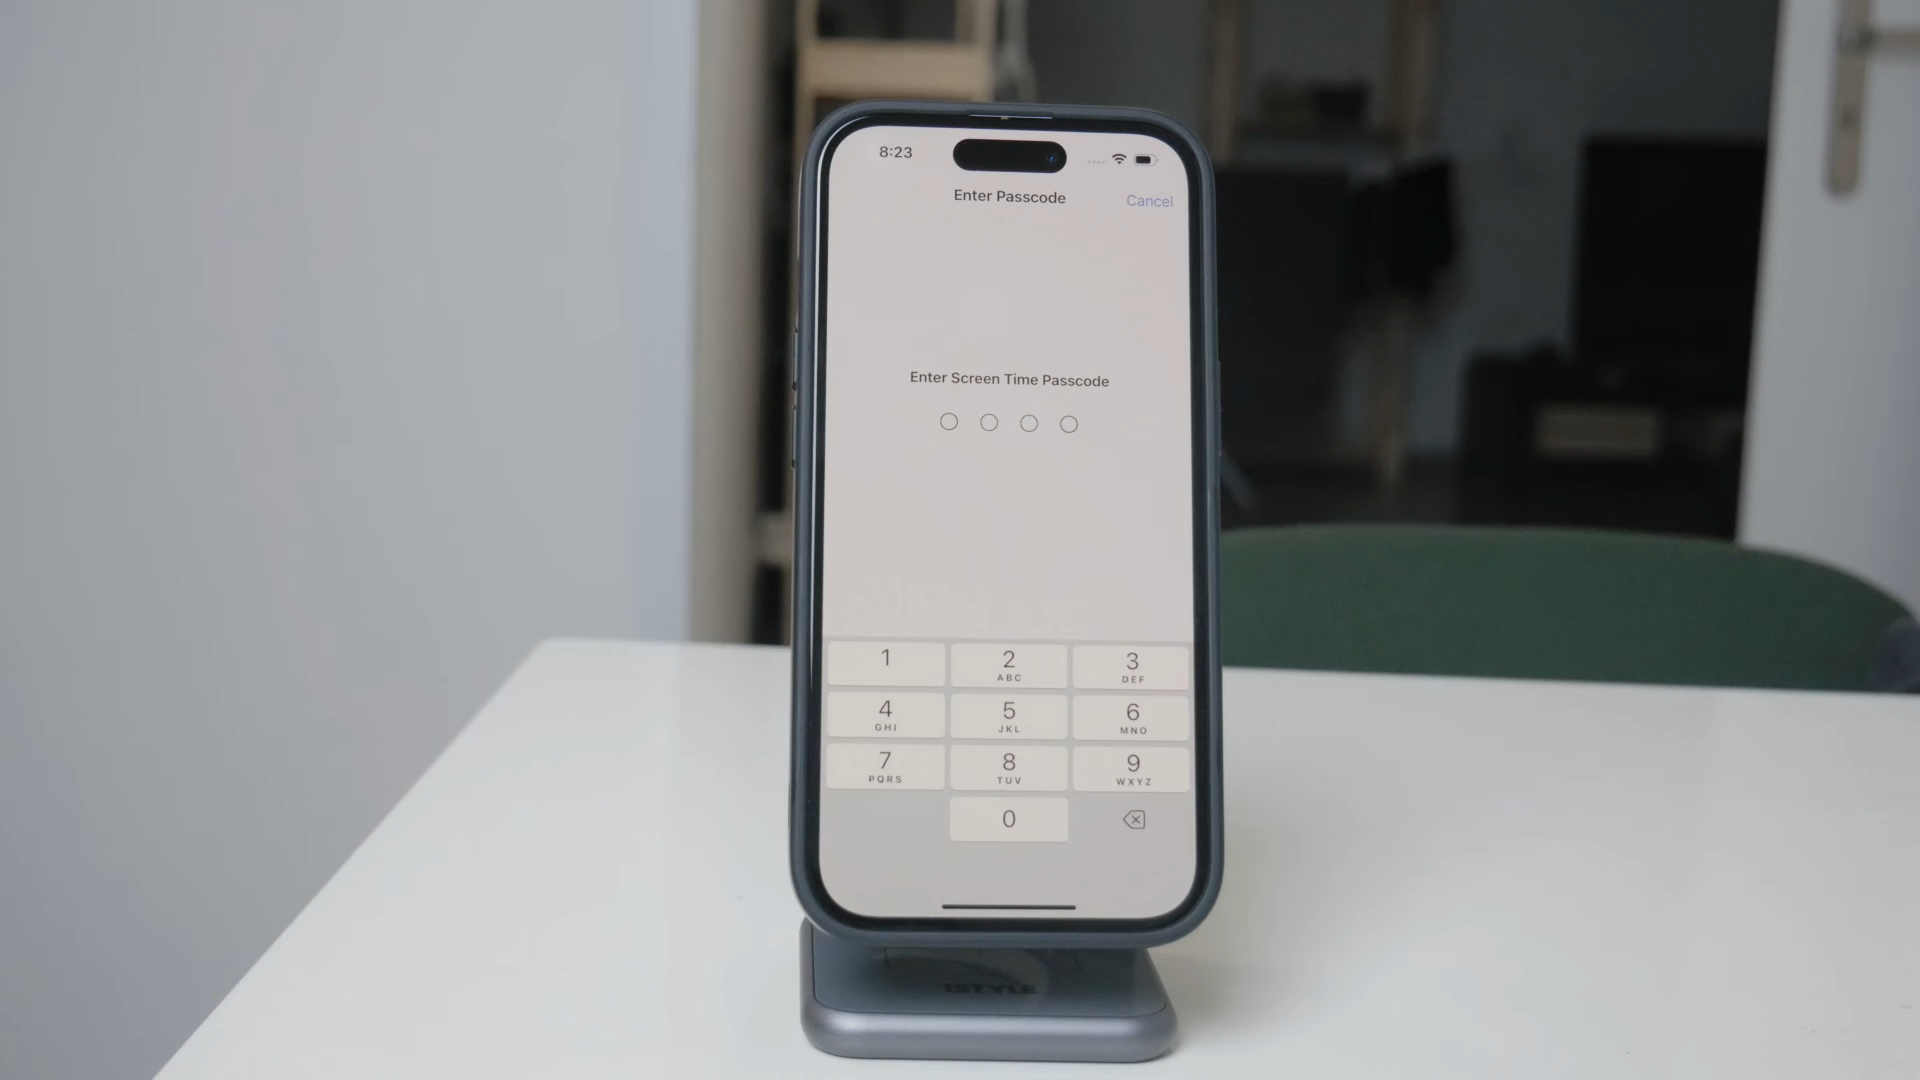 8:23
Enter Passcode
Cancel
Enter Screen Time Passcode
1
2
ABC
3
DEF
4
GHI
5
JKL
6
MNO
7
PQRS
8
TUV
9
WXYZ
0
iSTYLE